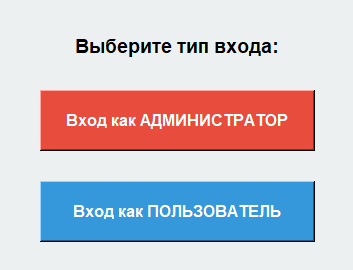 Выберите тип входа:
Вход как АДМИНИСТРАТОР
Вход как ПОЛЬЗОВАТЕЛЬ